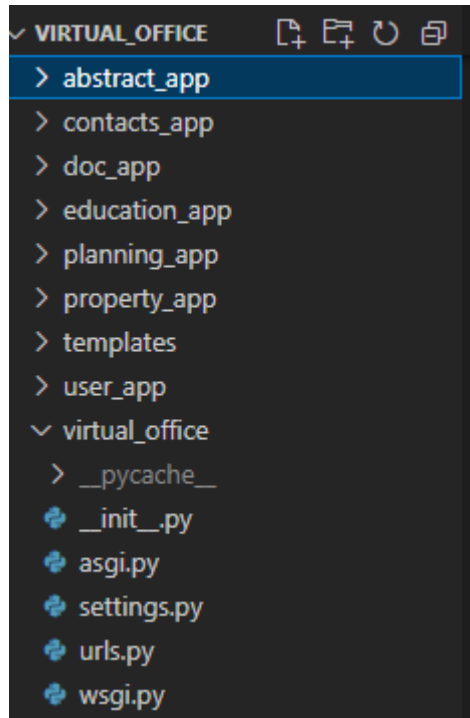 VIRTUAL_OFFICE
abstract_app
contacts_app
doc_app
education_app
planning_app
property_app
templates
user_app
virtual_office
__pycache__
__init__.py
asgi.py
settings.py
urls.py
wsgi.py